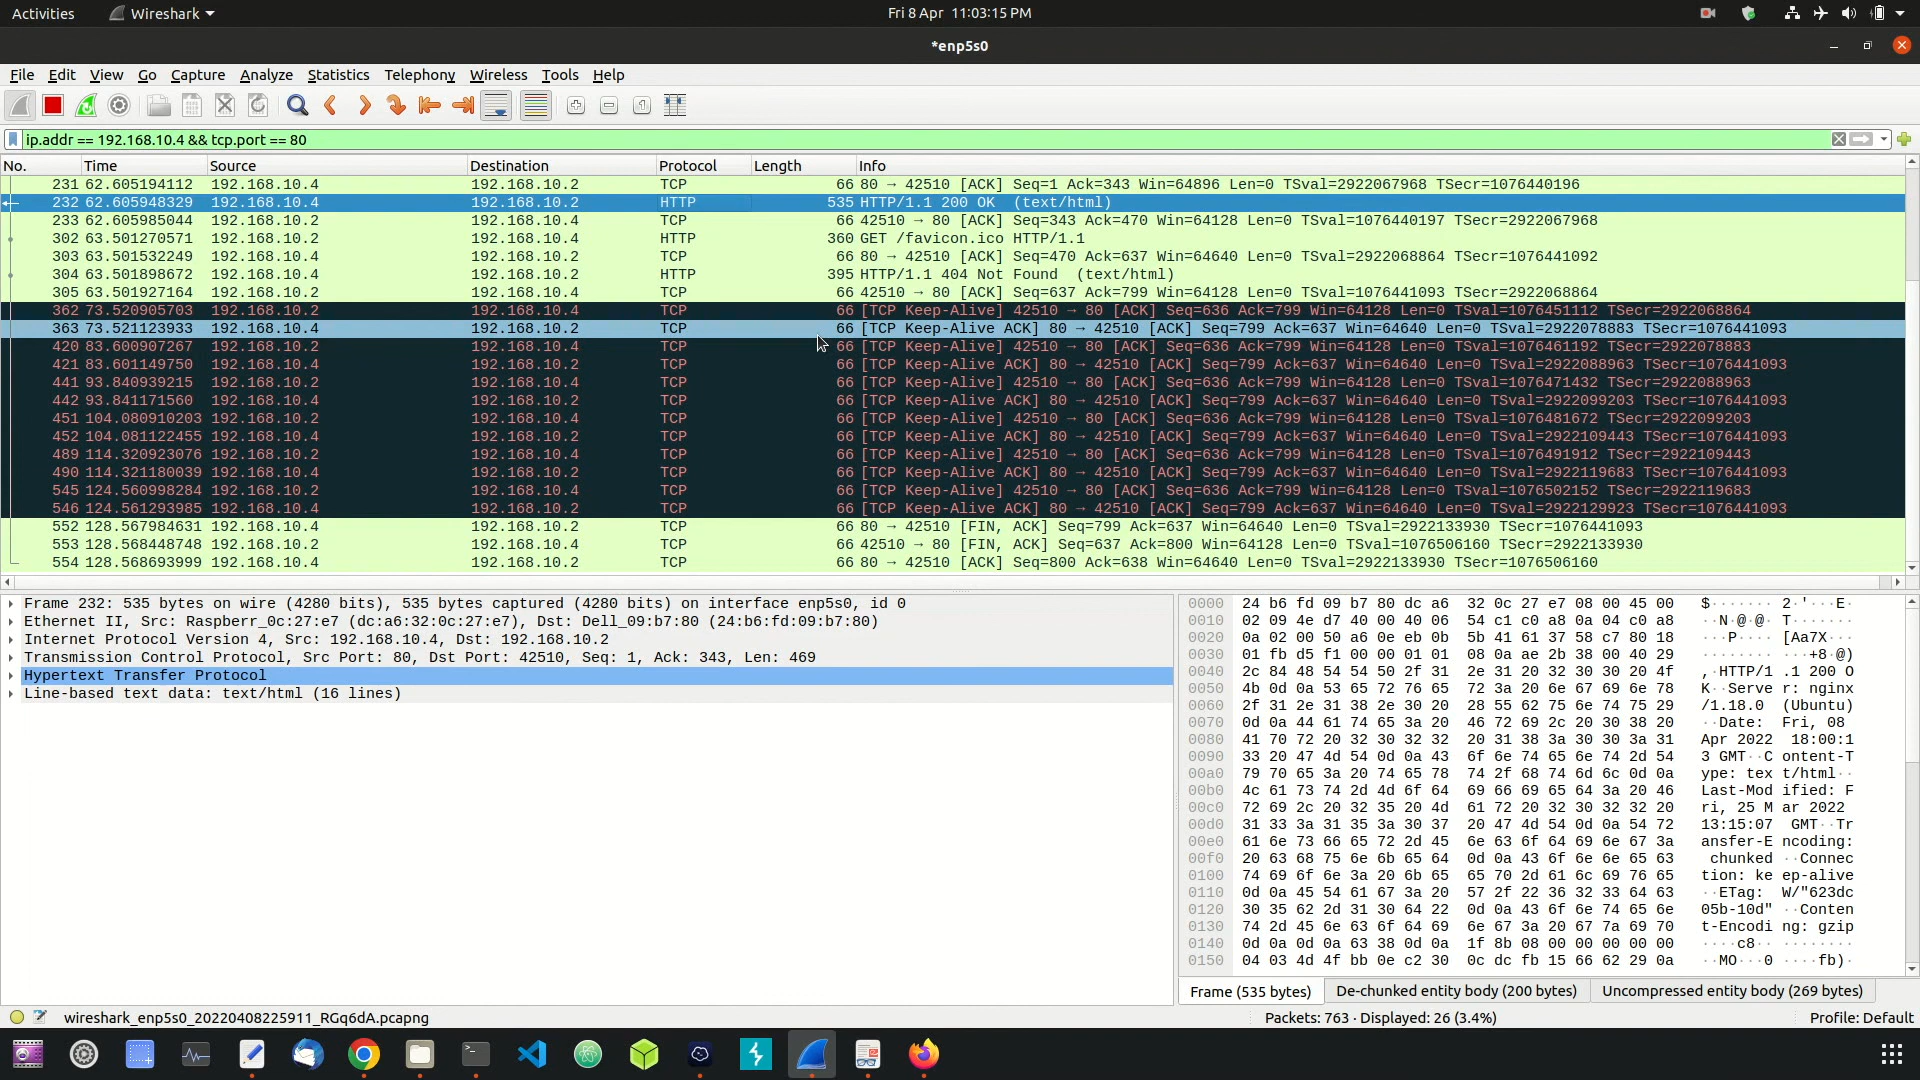 Activities Wireshark Fri 8 Apr 11:03:15 PM
*enp5s0
File Edit View Go Capture Analyze Statistics Telephony Wireless Tools Help
ip.addr == 192.168.10.4 && tcp.port == 80
No. Time Source Destination Protocol Length Info
231 62.605194112 192.168.10.4 192.168.10.2 TCP 66 80 → 42510 [ACK] Seq=1 Ack=343 Win=64896 Len=0 TSval=2922067968 TSecr=1076440196
232 62.605948329 192.168.10.4 192.168.10.2 HTTP 535 HTTP/1.1 200 OK (text/html)
233 62.605985044 192.168.10.2 192.168.10.4 TCP 66 42510 → 80 [ACK] Seq=343 Ack=470 Win=64128 Len=0 TSval=1076440197 TSecr=2922067968
302 63.501270571 192.168.10.2 192.168.10.4 HTTP 360 GET /favicon.ico HTTP/1.1
303 63.501532249 192.168.10.4 192.168.10.2 TCP 66 80 → 42510 [ACK] Seq=470 Ack=637 Win=64640 Len=0 TSval=2922068864 TSecr=1076441092
304 63.501898672 192.168.10.4 192.168.10.2 HTTP 395 HTTP/1.1 404 Not Found (text/html)
305 63.501927164 192.168.10.2 192.168.10.4 TCP 66 42510 → 80 [ACK] Seq=637 Ack=799 Win=64128 Len=0 TSval=1076441093 TSecr=2922068864
362 73.520905703 192.168.10.2 192.168.10.4 TCP 66 [TCP Keep-Alive] 42510 → 80 [ACK] Seq=636 Ack=799 Win=64128 Len=0 TSval=1076451112 TSecr=2922068864
363 73.521123933 192.168.10.4 192.168.10.2 TCP 66 [TCP Keep-Alive ACK] 80 → 42510 [ACK] Seq=799 Ack=637 Win=64640 Len=0 TSval=2922078883 TSecr=1076441093
420 83.600907267 192.168.10.2 192.168.10.4 TCP 66 [TCP Keep-Alive] 42510 → 80 [ACK] Seq=636 Ack=799 Win=64128 Len=0 TSval=1076461192 TSecr=2922078883
421 83.601149750 192.168.10.4 192.168.10.2 TCP 66 [TCP Keep-Alive ACK] 80 → 42510 [ACK] Seq=799 Ack=637 Win=64640 Len=0 TSval=2922088963 TSecr=1076441093
441 93.840939215 192.168.10.2 192.168.10.4 TCP 66 [TCP Keep-Alive] 42510 → 80 [ACK] Seq=636 Ack=799 Win=64128 Len=0 TSval=1076471432 TSecr=2922088963
442 93.841171560 192.168.10.4 192.168.10.2 TCP 66 [TCP Keep-Alive ACK] 80 → 42510 [ACK] Seq=799 Ack=637 Win=64640 Len=0 TSval=2922099203 TSecr=1076441093
451 104.080910203 192.168.10.2 192.168.10.4 TCP 66 [TCP Keep-Alive] 42510 → 80 [ACK] Seq=636 Ack=799 Win=64128 Len=0 TSval=1076481672 TSecr=2922099203
452 104.081122455 192.168.10.4 192.168.10.2 TCP 66 [TCP Keep-Alive ACK] 80 → 42510 [ACK] Seq=799 Ack=637 Win=64640 Len=0 TSval=2922109443 TSecr=1076441093
489 114.320923076 192.168.10.2 192.168.10.4 TCP 66 [TCP Keep-Alive] 42510 → 80 [ACK] Seq=636 Ack=799 Win=64128 Len=0 TSval=1076491912 TSecr=2922109443
490 114.321180039 192.168.10.4 192.168.10.2 TCP 66 [TCP Keep-Alive ACK] 80 → 42510 [ACK] Seq=799 Ack=637 Win=64640 Len=0 TSval=2922119683 TSecr=1076441093
545 124.560998284 192.168.10.2 192.168.10.4 TCP 66 [TCP Keep-Alive] 42510 → 80 [ACK] Seq=636 Ack=799 Win=64128 Len=0 TSval=1076502152 TSecr=2922119683
546 124.561293985 192.168.10.4 192.168.10.2 TCP 66 [TCP Keep-Alive ACK] 80 → 42510 [ACK] Seq=799 Ack=637 Win=64640 Len=0 TSval=2922129923 TSecr=1076441093
552 128.567984631 192.168.10.4 192.168.10.2 TCP 66 80 → 42510 [FIN, ACK] Seq=799 Ack=637 Win=64640 Len=0 TSval=2922133930 TSecr=1076441093
553 128.568448748 192.168.10.2 192.168.10.4 TCP 66 42510 → 80 [FIN, ACK] Seq=637 Ack=800 Win=64128 Len=0 TSval=1076506160 TSecr=2922133930
554 128.568693999 192.168.10.4 192.168.10.2 TCP 66 80 → 42510 [ACK] Seq=800 Ack=638 Win=64640 Len=0 TSval=2922133930 TSecr=1076506160
Frame 232: 535 bytes on wire (4280 bits), 535 bytes captured (4280 bits) on interface enp5s0, id 0
Ethernet II, Src: Raspberr_0c:27:e7 (dc:a6:32:0c:27:e7), Dst: Dell_09:b7:80 (24:b6:fd:09:b7:80)
Internet Protocol Version 4, Src: 192.168.10.4, Dst: 192.168.10.2
Transmission Control Protocol, Src Port: 80, Dst Port: 42510, Seq: 1, Ack: 343, Len: 469
Hypertext Transfer Protocol
Line-based text data: text/html (16 lines)
0000 24 b6 fd 09 b7 80 dc a6 32 0c 27 e7 08 00 45 00 $······· 2·'···E·
0010 02 09 4e d7 40 00 40 06 54 c1 c0 a8 0a 04 c0 a8 ··N·@·@· T·······
0020 0a 02 00 50 a6 0e eb 0b 5b 41 61 37 58 c7 80 18 ···P···· [Aa7X···
0030 01 fb d5 f1 00 00 01 01 08 0a ae 2b 38 00 40 29 ········ ···+8·@)
0040 2c 84 48 54 54 50 2f 31 2e 31 20 32 30 30 20 4f ,·HTTP/1 .1 200 O
0050 4b 0d 0a 53 65 72 76 65 72 3a 20 6e 67 69 6e 78 K··Serve r: nginx
0060 2f 31 2e 31 38 2e 30 20 28 55 62 75 6e 74 75 29 /1.18.0 (Ubuntu)
0070 0d 0a 44 61 74 65 3a 20 46 72 69 2c 20 30 38 20 ··Date: Fri, 08
0080 41 70 72 20 32 30 32 32 20 31 38 3a 30 30 3a 31 Apr 2022 18:00:1
0090 33 20 47 4d 54 0d 0a 43 6f 6e 74 65 6e 74 2d 54 3 GMT··C ontent-T
00a0 79 70 65 3a 20 74 65 78 74 2f 68 74 6d 6c 0d 0a ype: tex t/html··
00b0 4c 61 73 74 2d 4d 6f 64 69 66 69 65 64 3a 20 46 Last-Mod ified: F
00c0 72 69 2c 20 32 35 20 4d 61 72 20 32 30 32 32 20 ri, 25 M ar 2022
00d0 31 33 3a 31 35 3a 30 37 20 47 4d 54 0d 0a 54 72 13:15:07 GMT··Tr
00e0 61 6e 73 66 65 72 2d 45 6e 63 6f 64 69 6e 67 3a ansfer-E ncoding:
00f0 20 63 68 75 6e 6b 65 64 0d 0a 43 6f 6e 6e 65 63 chunked ··Connec
0100 74 69 6f 6e 3a 20 6b 65 65 70 2d 61 6c 69 76 65 tion: ke ep-alive
0110 0d 0a 45 54 61 67 3a 20 57 2f 22 36 32 33 64 63 ··ETag: W/"623dc
0120 30 35 62 2d 31 30 64 22 0d 0a 43 6f 6e 74 65 6e 05b-10d" ··Conten
0130 74 2d 45 6e 63 6f 64 69 6e 67 3a 20 67 7a 69 70 t-Encodi ng: gzip
0140 0d 0a 0d 0a 63 38 0d 0a 1f 8b 08 00 00 00 00 00 ····c8·· ········
0150 04 03 4d 4f bb 0e c2 30 0c dc fb 15 66 62 29 0a ··MO···0 ····fb)·
Frame (535 bytes) De-chunked entity body (200 bytes) Uncompressed entity body (269 bytes)
wireshark_enp5s0_20220408225911_RGq6dA.pcapng Packets: 763 · Displayed: 26 (3.4%) Profile: Default